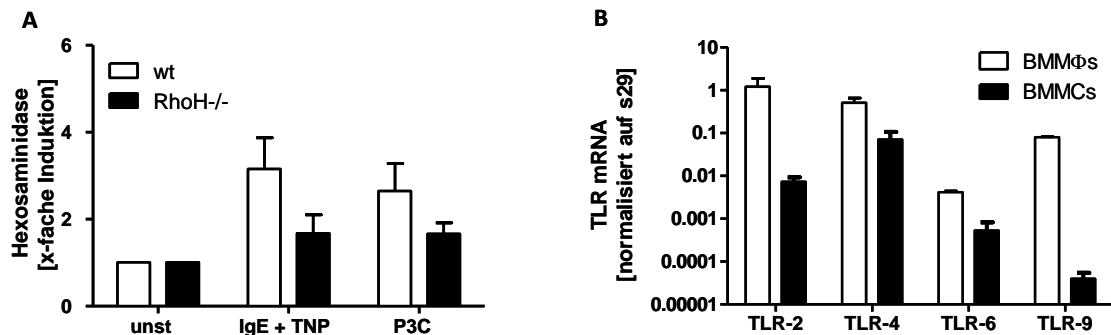 A
Hexosaminidase
[x-fache Induktion]
6
4
2
0
wt
RhoH-/-
unst
IgE + TNP
P3C
B
TLR mRNA
[normalisiert auf s29]
10
1
0.1
0.01
0.001
0.0001
0.00001
BMMΦs
BMMCs
TLR-2
TLR-4
TLR-6
TLR-9